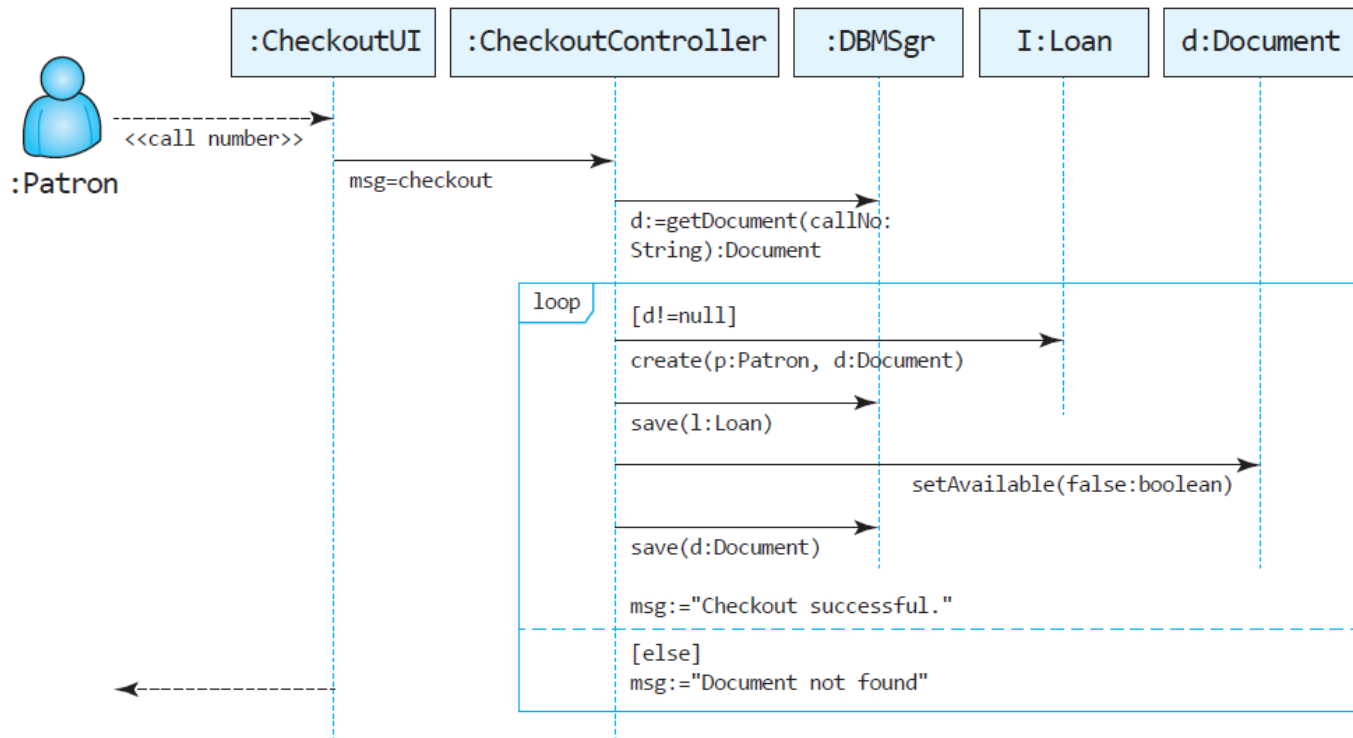 :CheckoutUI
:CheckoutController
:DBMSgr
I:Loan
d:Document
<<call number>>
:Patron
msg=checkout
d:=getDocument(callNo:
String):Document
loop
[d!=null]
create(p:Patron, d:Document)
save(l:Loan)
setAvailable(false:boolean)
save(d:Document)
msg:="Checkout successful."
[else]
msg:="Document not found"